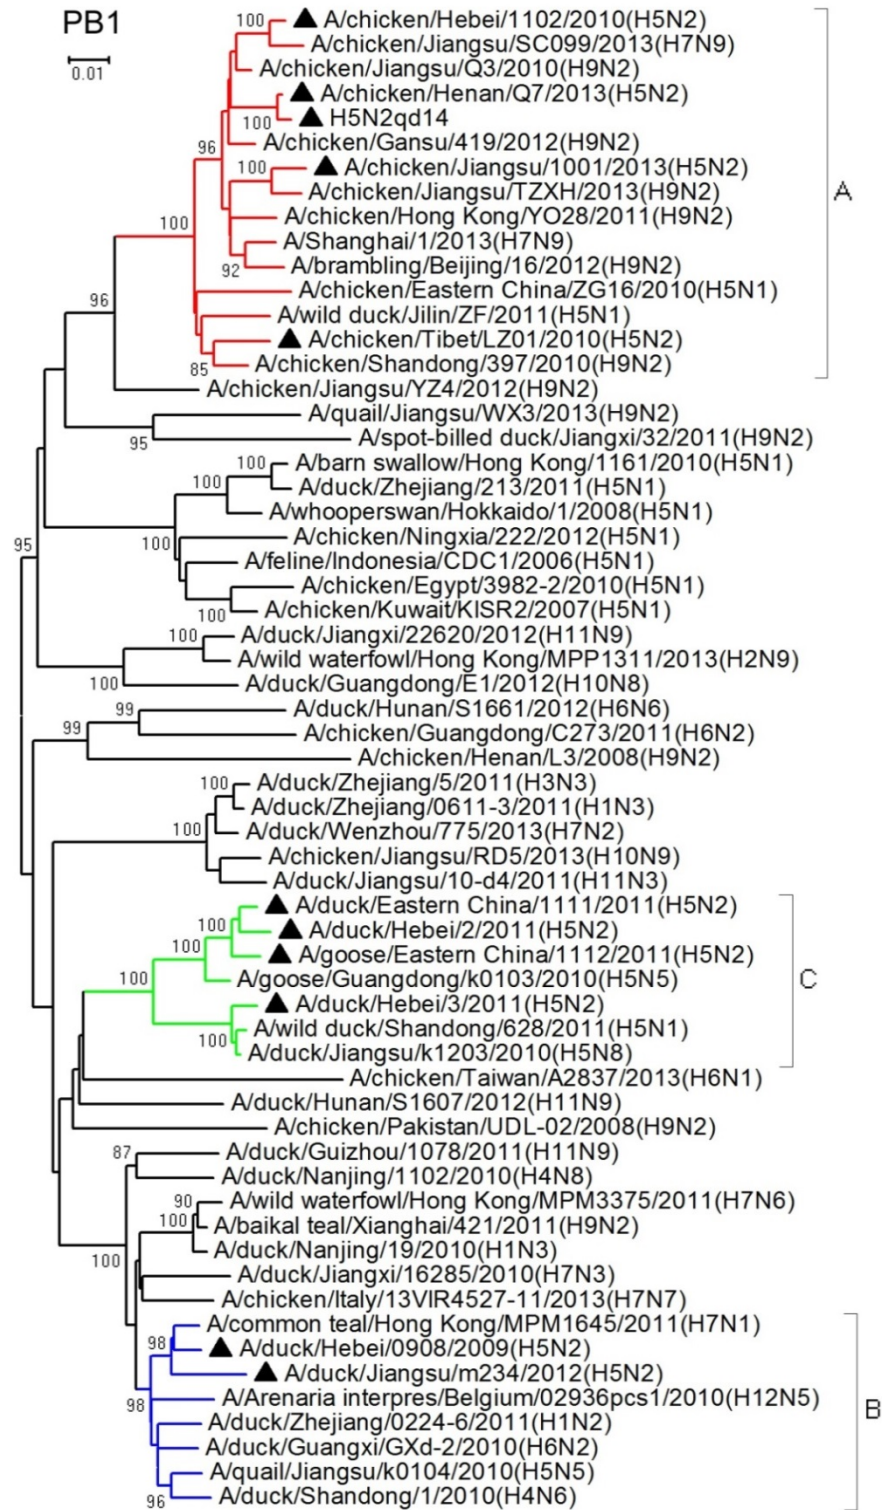 PB1
0.01
100
A/chicken/Hebei/1102/2010(H5N2)
A/chicken/Jiangsu/SC099/2013(H7N9)
A/chicken/Jiangsu/Q3/2010(H9N2)
A/chicken/Henan/Q7/2013(H5N2)
100
H5N2qd14
96
A/chicken/Gansu/419/2012(H9N2)
100
A/chicken/Jiangsu/1001/2013(H5N2)
A/chicken/Jiangsu/TZXH/2013(H9N2)
A
A/chicken/Hong Kong/YO28/2011(H9N2)
100
A/Shanghai/1/2013(H7N9)
92
A/brambling/Beijing/16/2012(H9N2)
A/chicken/Eastern China/ZG16/2010(H5N1)
96
A/wild duck/Jilin/ZF/2011(H5N1)
A/chicken/Tibet/LZ01/2010(H5N2)
85
A/chicken/Shandong/397/2010(H9N2)
A/chicken/Jiangsu/YZ4/2012(H9N2)
A/quail/Jiangsu/WX3/2013(H9N2)
95
A/spot-billed duck/Jiangxi/32/2011(H9N2)
100
A/barn swallow/Hong Kong/1161/2010(H5N1)
100
A/duck/Zhejiang/213/2011(H5N1)
A/whooperswan/Hokkaido/1/2008(H5N1)
95
100
A/chicken/Ningxia/222/2012(H5N1)
A/feline/Indonesia/CDC1/2006(H5N1)
A/chicken/Egypt/3982-2/2010(H5N1)
100
A/chicken/Kuwait/KISR2/2007(H5N1)
100
A/duck/Jiangxi/22620/2012(H11N9)
A/wild waterfowl/Hong Kong/MPP1311/2013(H2N9)
100
A/duck/Guangdong/E1/2012(H10N8)
99
A/duck/Hunan/S1661/2012(H6N6)
99
A/chicken/Guangdong/C273/2011(H6N2)
A/chicken/Henan/L3/2008(H9N2)
100
A/duck/Zhejiang/5/2011(H3N3)
A/duck/Zhejiang/0611-3/2011(H1N3)
100
A/duck/Wenzhou/775/2013(H7N2)
A/chicken/Jiangsu/RD5/2013(H10N9)
A/duck/Jiangsu/10-d4/2011(H11N3)
A/duck/Eastern China/1111/2011(H5N2)
100
A/duck/Hebei/2/2011(H5N2)
100
A/goose/Eastern China/1112/2011(H5N2)
100
A/goose/Guangdong/k0103/2010(H5N5)
C
A/duck/Hebei/3/2011(H5N2)
A/wild duck/Shandong/628/2011(H5N1)
100
A/duck/Jiangsu/k1203/2010(H5N8)
A/chicken/Taiwan/A2837/2013(H6N1)
A/duck/Hunan/S1607/2012(H11N9)
A/chicken/Pakistan/UDL-02/2008(H9N2)
87
A/duck/Guizhou/1078/2011(H11N9)
A/duck/Nanjing/1102/2010(H4N8)
90
A/wild waterfowl/Hong Kong/MPM3375/2011(H7N6)
100
A/baikal teal/Xianghai/421/2011(H9N2)
A/duck/Nanjing/19/2010(H1N3)
100
A/duck/Jiangxi/16285/2010(H7N3)
A/chicken/Italy/13VIR4527-11/2013(H7N7)
A/common teal/Hong Kong/MPM1645/2011(H7N1)
98
A/duck/Hebei/0908/2009(H5N2)
A/duck/Jiangsu/m234/2012(H5N2)
98
A/Arenaria interpres/Belgium/02936pcs1/2010(H12N5)
B
A/duck/Zhejiang/0224-6/2011(H1N2)
A/duck/Guangxi/GXd-2/2010(H6N2)
A/quail/Jiangsu/k0104/2010(H5N5)
96
A/duck/Shandong/1/2010(H4N6)